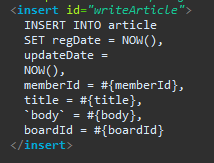 <insert id="writeArticle">
INSERT INTO article
SET regDate = NOW(),
updateDate =
NOW(),
memberId = #{memberId},
title = #{title},
`body` = #{body},
boardId = #{boardId}
</insert>